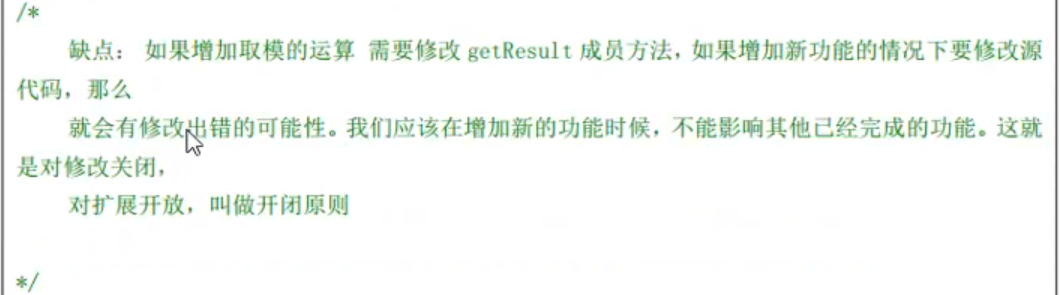 /*
缺点： 如果增加取模的运算 需要修改 getResult 成员方法，如果增加新功能的情况下要修改源
代码，那么
就会有修改出错的可能性。我们应该在增加新的功能时候，不能影响其他已经完成的功能。这就
是对修改关闭，
对扩展开放，叫做开闭原则
*/